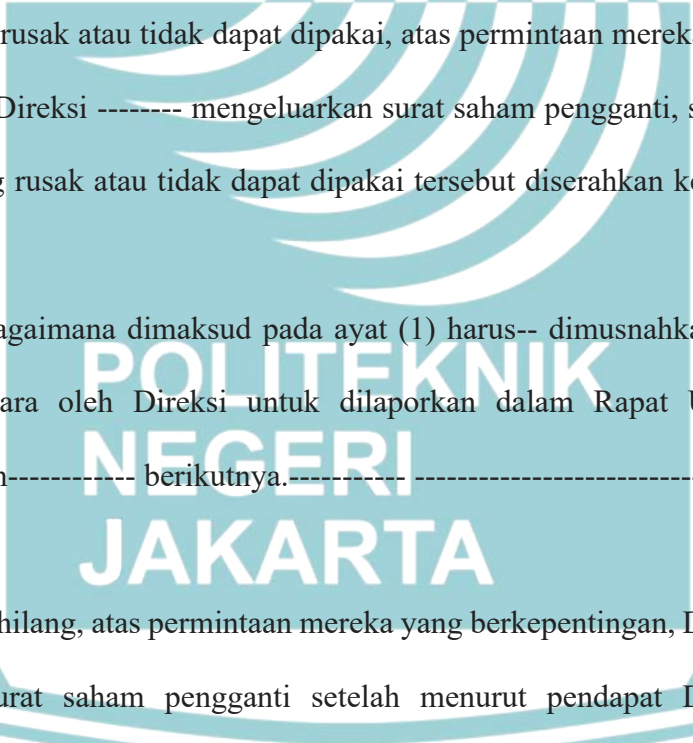 rusak atau tidak dapat dipakai, atas permintaan mereka
Direksi -------- mengeluarkan surat saham pengganti,
rusak atau tidak dapat dipakai tersebut diserahkan
agaimana dimaksud pada ayat (1) harus-- dimusnahka
POLITEKNIK
ara oleh Direksi untuk dilaporkan dalam Rapat
NEGERI
------------ berikutnya.----------- ---------------------------
JAKARTA
hilang, atas permintaan mereka yang berkepentingan, D
urat saham pengganti setelah menurut pendapat D